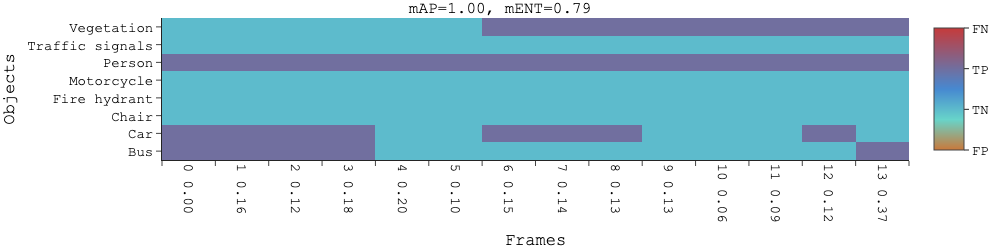 mAP=1.00, mENT=0.79
Objects
Vegetation
Traffic signals
Person
Motorcycle
Fire hydrant
Chair
Car
Bus
FN
TP
TN
FP
0 0.00
1 0.16
2 0.12
3 0.18
4 0.20
5 0.10
6 0.15
7 0.14
8 0.13
9 0.13
10 0.06
11 0.09
12 0.12
13 0.37
Frames